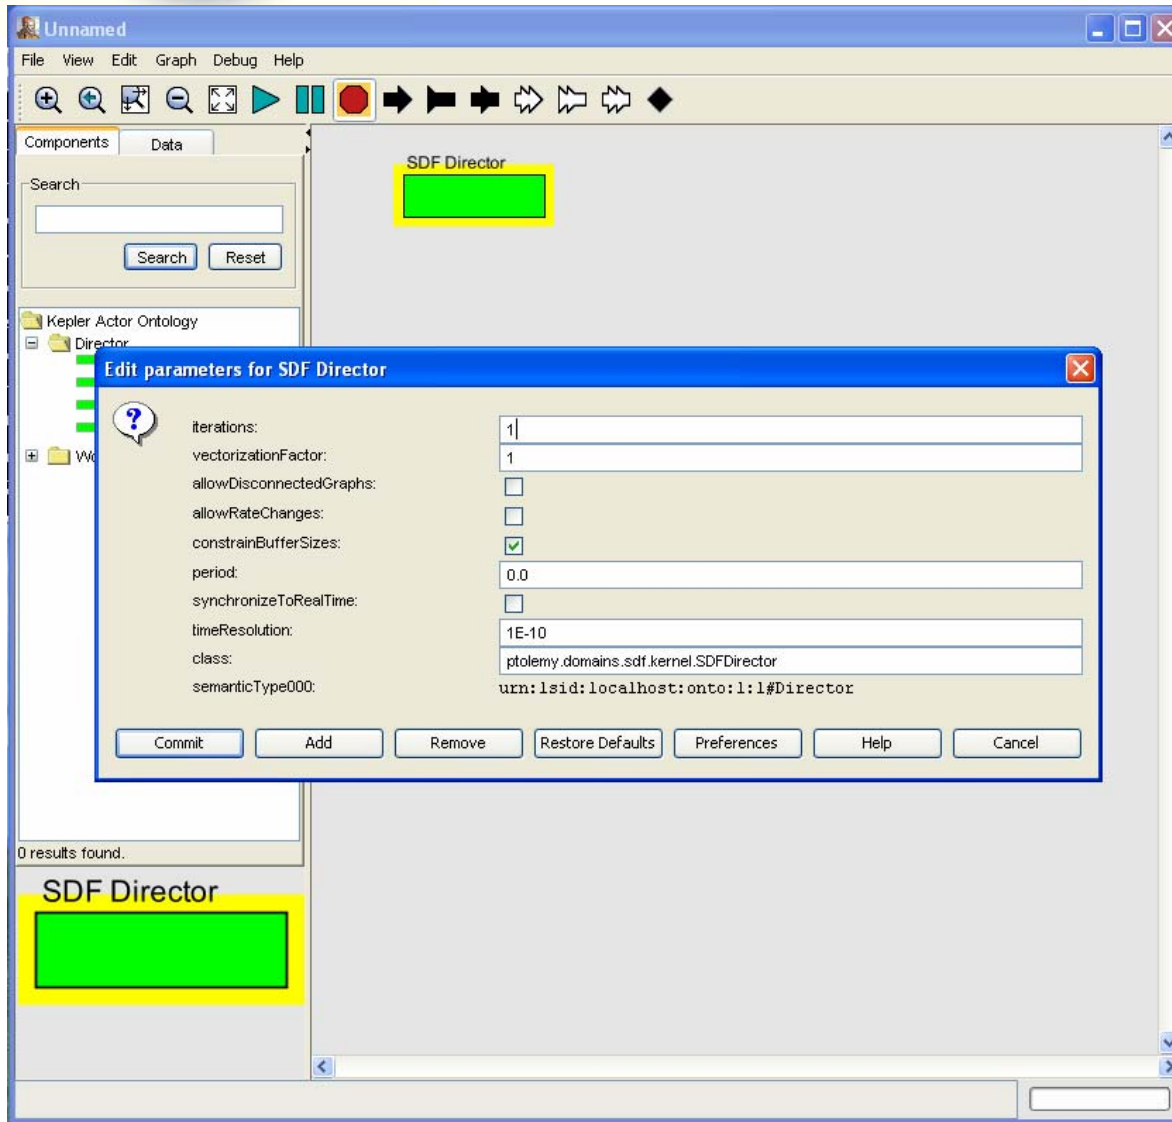 Unnamed
File View Edit Graph Debug Help
Components Data
SDF Director
Search
Search Reset
Kepler Actor Ontology
Director
Edit parameters for SDF Director
iterations: 1
vectorizationFactor: 1
allowDisconnectedGraphs:
allowRateChanges:
constrainBufferSizes:
period: 0.0
synchronizeToRealTime:
timeResolution: 1E-10
class: ptolemy.domains.sdf.kernel.SDFDirector
semanticType000: urn:lsid:localhost:onto:1:1#Director
Commit Add Remove Restore Defaults Preferences Help Cancel
0 results found.
SDF Director